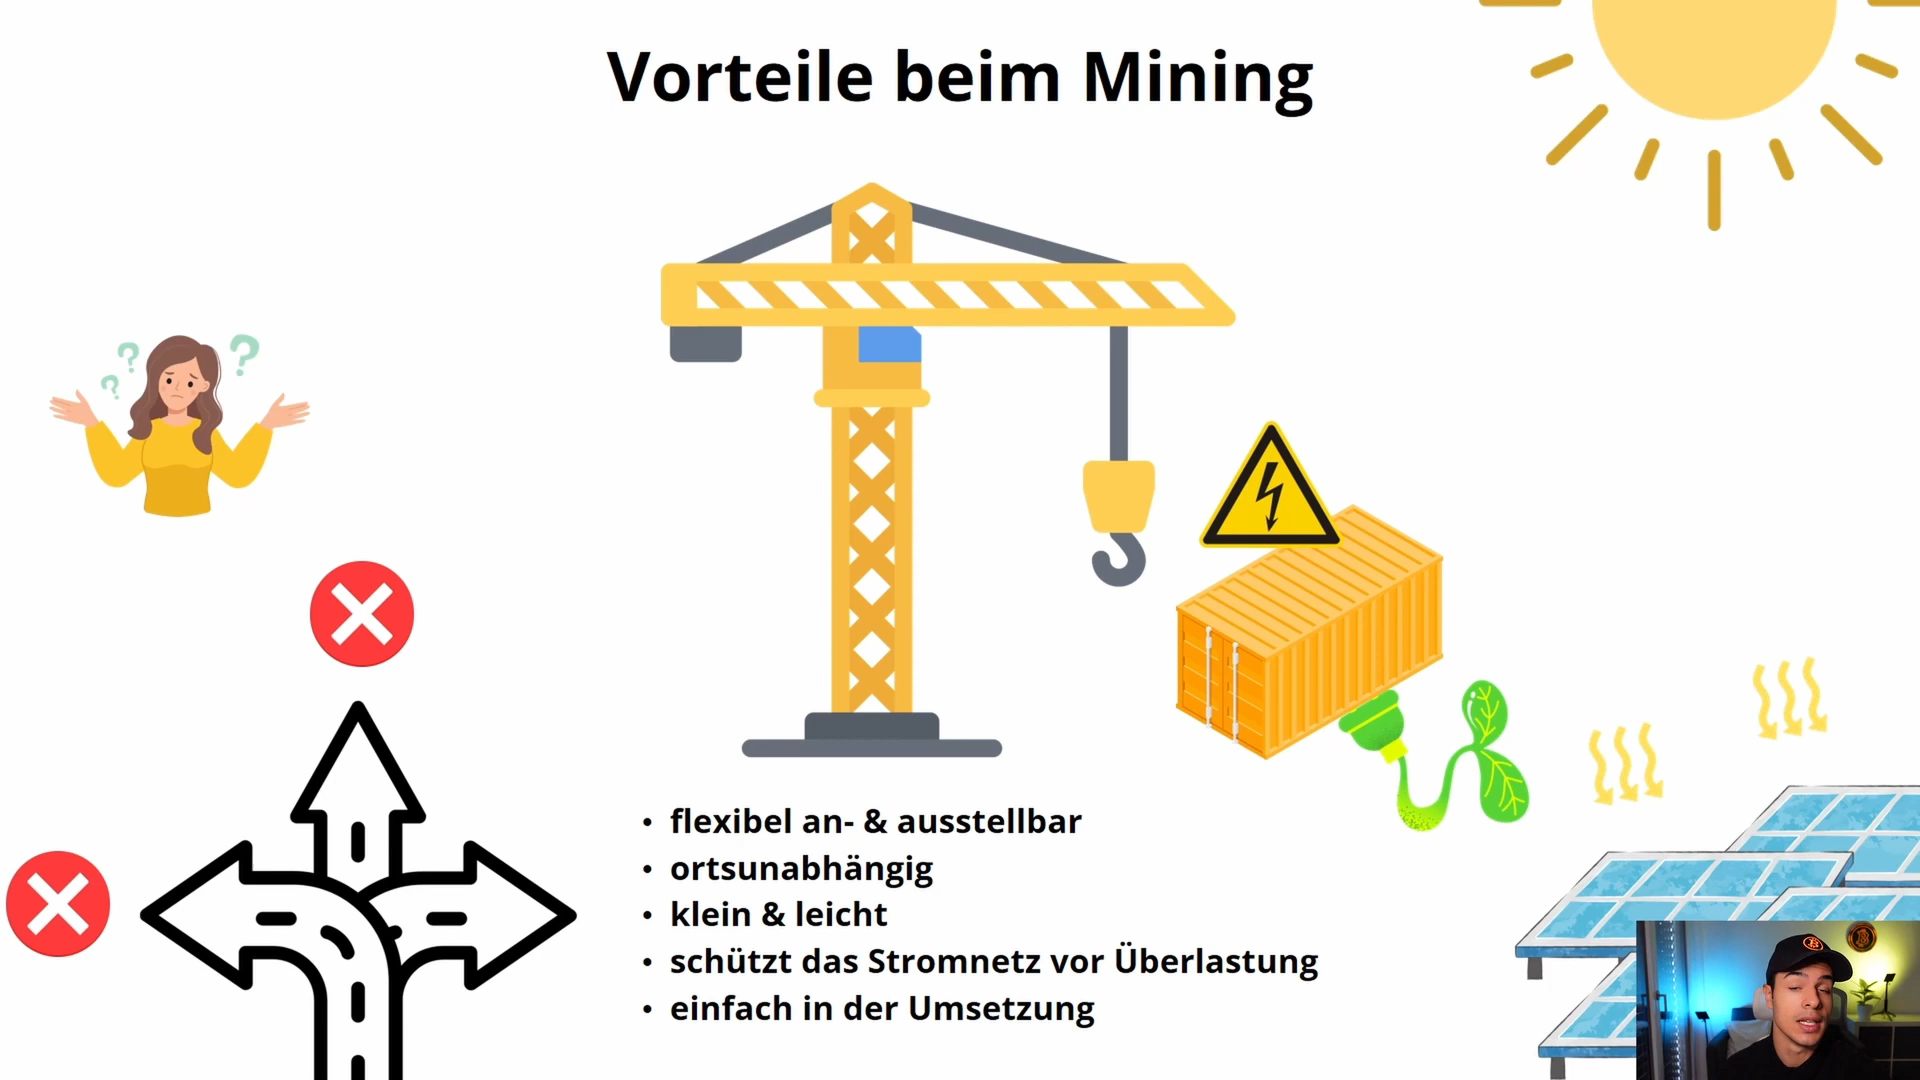 Vorteile beim Mining
? ? ?
• flexibel an- & ausstellbar
• ortsunabhängig
• klein & leicht
• schützt das Stromnetz vor Überlastung
• einfach in der Umsetzung